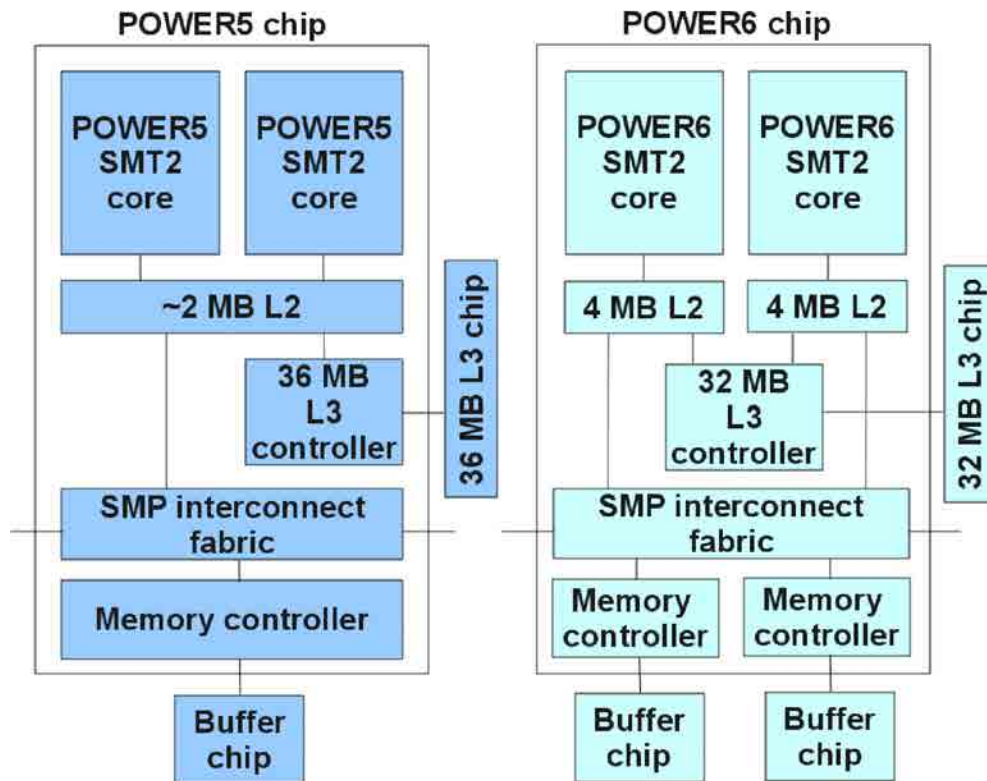 POWER5 chip
POWER5
SMT2
core
POWER5
SMT2
core
~2 MB L2
36 MB
L3
controller
36 MB L3 chip
SMP interconnect
fabric
Memory controller
Buffer
chip
POWER6 chip
POWER6
SMT2
core
POWER6
SMT2
core
4 MB L2
4 MB L2
32 MB
L3
controller
32 MB L3 chip
SMP interconnect
fabric
Memory
controller
Memory
controller
Buffer
chip
Buffer
chip